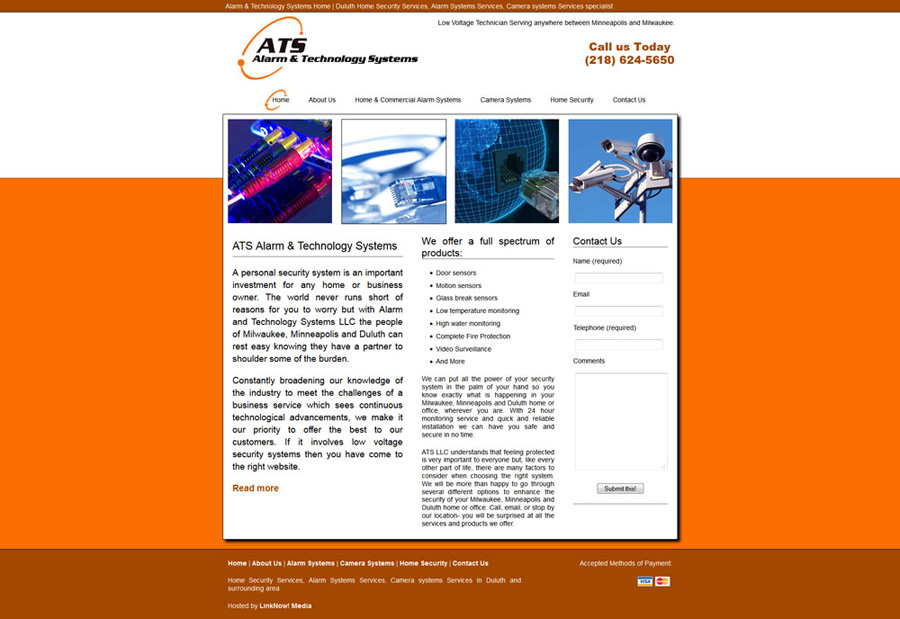 Alarm & Technology Systems Home | Duluth Home Security Services, Alarm Systems Services, Camera systems Services specialist
Low Voltage Technician Serving anywhere between Minneapolis and Milwaukee.
ATS
Alarm & Technology Systems
Call us Today
(218) 624-5650
Home
About Us
Home & Commercial Alarm Systems
Camera Systems
Home Security
Contact Us
ATS Alarm & Technology Systems
A personal security system is an important
investment for any home or business
owner. The world never runs short of
reasons for you to worry but with Alarm
and Technology Systems LLC the people
of Milwaukee, Minneapolis and Duluth can
rest easy knowing they have a partner to
shoulder some of the burden.
Constantly broadening our knowledge of
the industry to meet the challenges of a
business service which sees continuous
technological advancements, we make it
our priority to offer the best to our
customers. If it involves low voltage
security systems then you have come to
the right website.
Read more
We offer a full spectrum of
products:
• Door sensors
• Motion sensors
• Glass break sensors
• Low temperature monitoring
• High water monitoring
• Complete Fire Protection
• Video Surveillance
• And More
We can put all the power of your security
system in the palm of your hand so you
know exactly what is happening in your
Milwaukee, Minneapolis and Duluth home or
office, wherever you are. With 24 hour
monitoring service and quick and reliable
installation we can have you safe and
secure in no time.
ATS LLC understands that feeling protected
is very important to everyone but, like every
other part of life, there are many factors to
consider when choosing the right system.
We will be more than happy to go through
several different options to enhance the
security of your Milwaukee, Minneapolis and
Duluth home or office. Call, email, or stop by
our location- you will be surprised at all the
services and products we offer.
Contact Us
Name (required)
Email
Telephone (required)
Comments
Submit this!
Home | About Us | Alarm Systems | Camera Systems | Home Security | Contact Us
Home Security Services, Alarm Systems Services, Camera systems Services in Duluth and
surrounding area
Hosted by LinkNow! Media
Accepted Methods of Payment:
VISA MasterCard